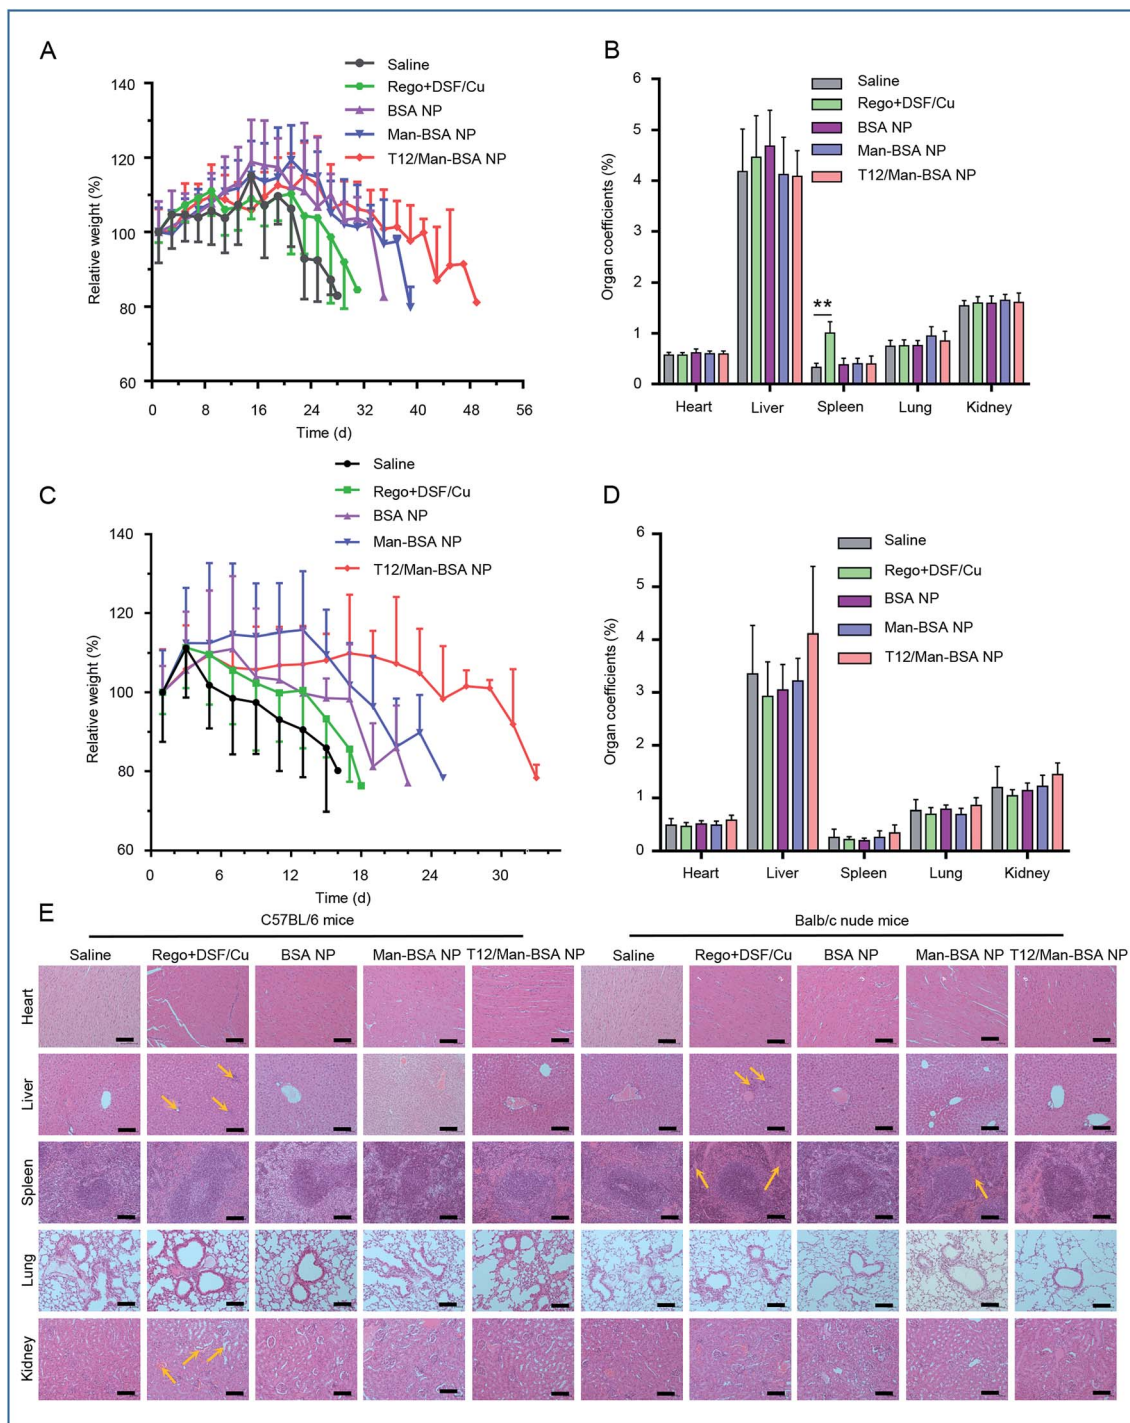 A
Saline
Rego+DSF/Cu
BSA NP
Man-BSA NP
T12/Man-BSA NP
140
120
100
80
60
Relative weight (%)
0 8 16 24 32 40 48 56
Time (d)
B
Saline
Rego+DSF/Cu
BSA NP
Man-BSA NP
T12/Man-BSA NP
6
5
4
3
2
1
0
Organ coefficients (%)
**
Heart Liver Spleen Lung Kidney
C
Saline
Rego+DSF/Cu
BSA NP
Man-BSA NP
T12/Man-BSA NP
140
120
100
80
60
Relative weight (%)
0 6 12 18 24 30
Time (d)
D
Saline
Rego+DSF/Cu
BSA NP
Man-BSA NP
T12/Man-BSA NP
6
5
4
3
2
1
0
Organ coefficients (%)
Heart Liver Spleen Lung Kidney
E
C57BL/6 mice Balb/c nude mice
Saline Rego+DSF/Cu BSA NP Man-BSA NP T12/Man-BSA NP Saline Rego+DSF/Cu BSA NP Man-BSA NP T12/Man-BSA NP
Heart
Liver
Spleen
Lung
Kidney